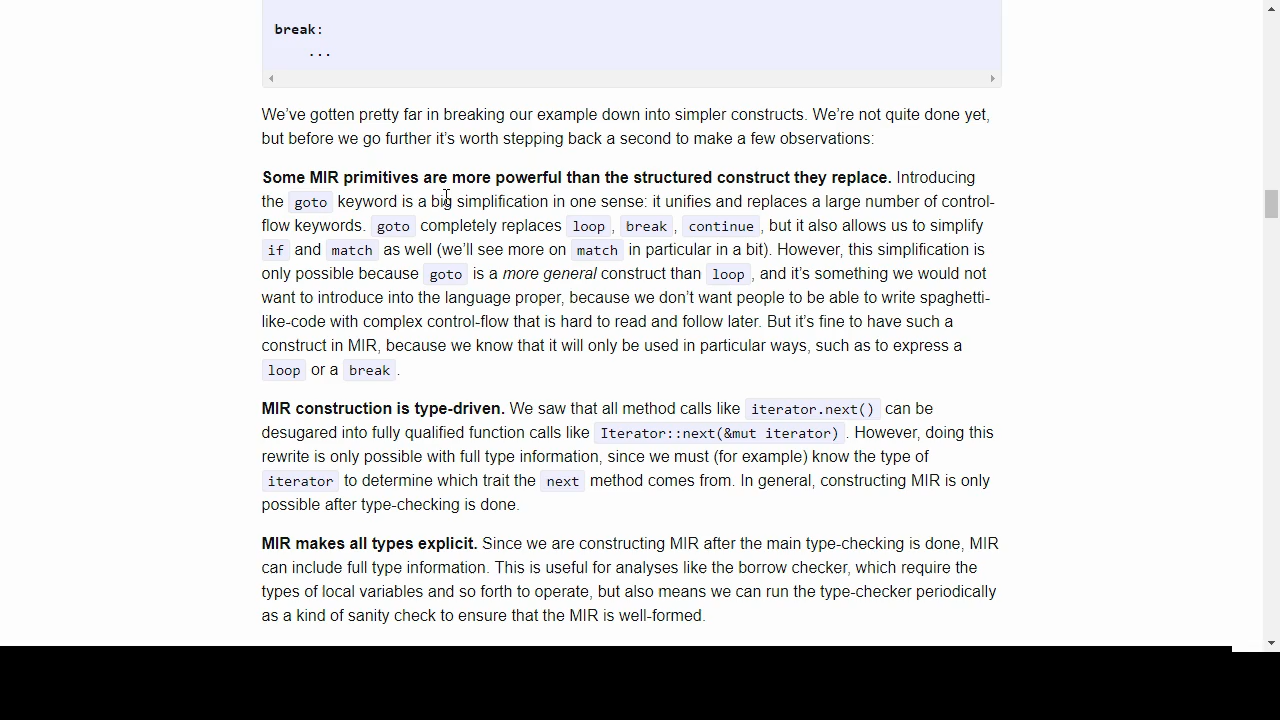 break:
...
We’ve gotten pretty far in breaking our example down into simpler constructs. We’re not quite done yet,
but before we go further it’s worth stepping back a second to make a few observations:
Some MIR primitives are more powerful than the structured construct they replace. Introducing
the goto keyword is a big simplification in one sense: it unifies and replaces a large number of control-
flow keywords. goto completely replaces loop, break, continue, but it also allows us to simplify
if and match as well (we’ll see more on match in particular in a bit). However, this simplification is
only possible because goto is a more general construct than loop, and it’s something we would not
want to introduce into the language proper, because we don’t want people to be able to write spaghetti-
like-code with complex control-flow that is hard to read and follow later. But it’s fine to have such a
construct in MIR, because we know that it will only be used in particular ways, such as to express a
loop or a break.
MIR construction is type-driven. We saw that all method calls like iterator.next() can be
desugared into fully qualified function calls like Iterator::next(&mut iterator). However, doing this
rewrite is only possible with full type information, since we must (for example) know the type of
iterator to determine which trait the next method comes from. In general, constructing MIR is only
possible after type-checking is done.
MIR makes all types explicit. Since we are constructing MIR after the main type-checking is done, MIR
can include full type information. This is useful for analyses like the borrow checker, which require the
types of local variables and so forth to operate, but also means we can run the type-checker periodically
as a kind of sanity check to ensure that the MIR is well-formed.